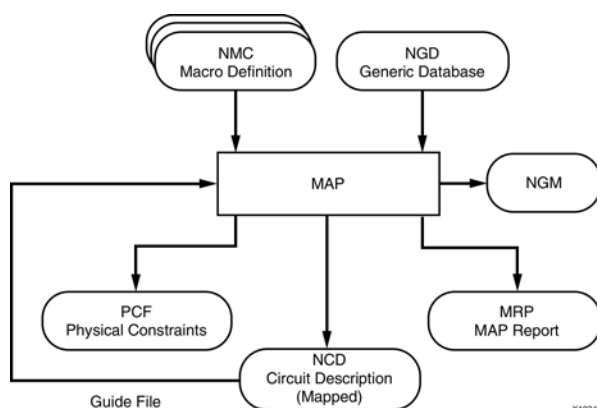 NMC
Macro Definition
NGD
Generic Database
MAP
NGM
PCF
Physical Constraints
MRP
MAP Report
NCD
Circuit Description
(Mapped)
Guide File